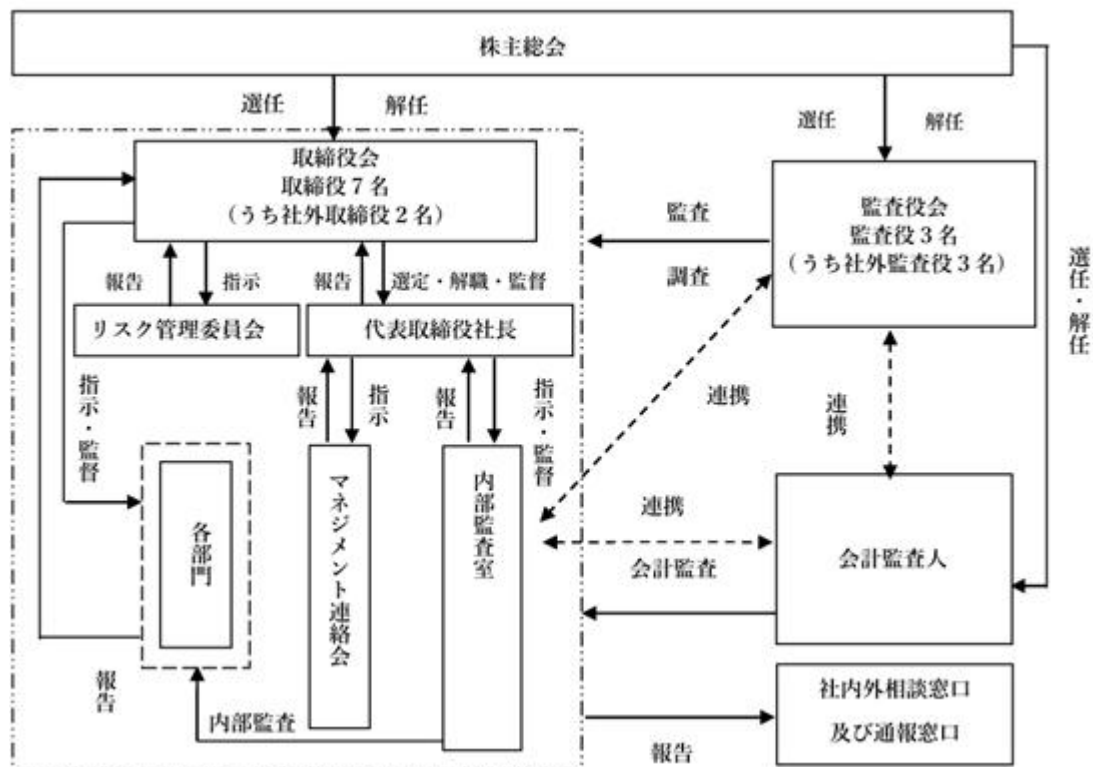 株主総会
選任 解任
選任 解任
取締役会
取締役7名
（うち社外取締役2名）
監査役会
監査役3名
（うち社外監査役3名）
監査
調査
選任・解任
報告 指示 報告 選定・解職・監督
リスク管理委員会
代表取締役社長
指示・監督
報告
指示
報告
指示・監督
連携
連携
各部門
マネジメント連絡会
内部監査室
連携
会計監査
会計監査人
報告
内部監査
報告
社内外相談窓口
及び通報窓口